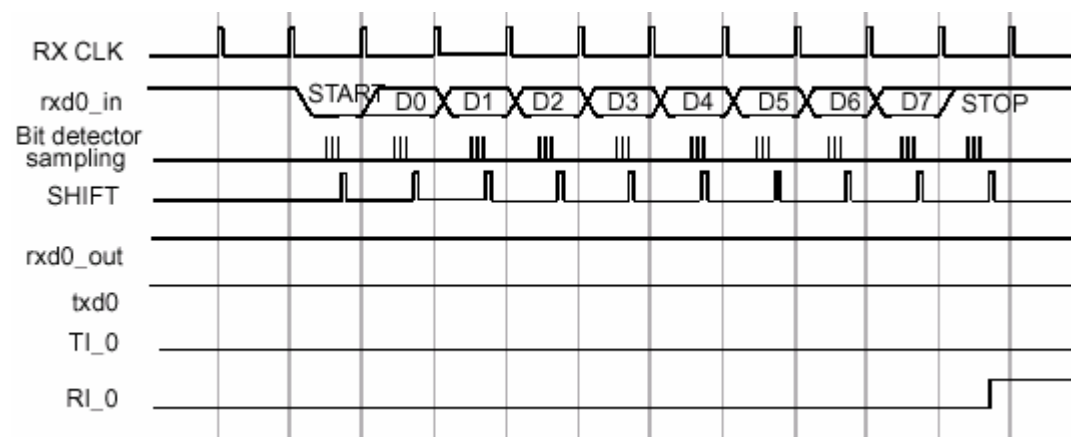 RX CLK
rxd0_in START D0 D1 D2 D3 D4 D5 D6 D7 STOP
Bit detector
sampling
SHIFT
rxd0_out
txd0
TI_0
RI_0